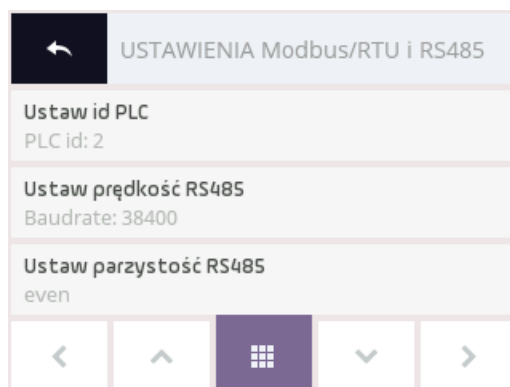 USTAWIENIA Modbus/RTU i RS485
Ustaw id PLC
PLC id: 2
Ustaw prędkość RS485
Baudrate: 38400
Ustaw parzystość RS485
even